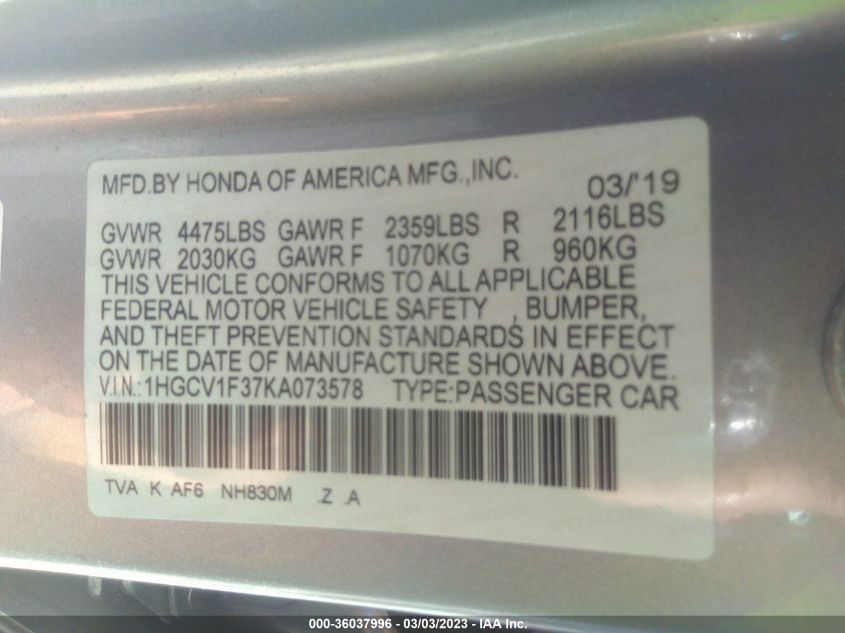 MFD.BY HONDA OF AMERICA MFG.,INC. 03/'19
GVWR 4475LBS GAWR F 2359LBS R 2116LBS
GVWR 2030KG GAWR F 1070KG R 960KG
THIS VEHICLE CONFORMS TO ALL APPLICABLE
FEDERAL MOTOR VEHICLE SAFETY , BUMPER,
AND THEFT PREVENTION STANDARDS IN EFFECT
ON THE DATE OF MANUFACTURE SHOWN ABOVE.
V.I.N.:1HGCV1F37KA073578 TYPE:PASSENGER CAR
TVA K AF6 NH830M .Z .A
000-36037996 - 03/03/2023 - IAA Inc.